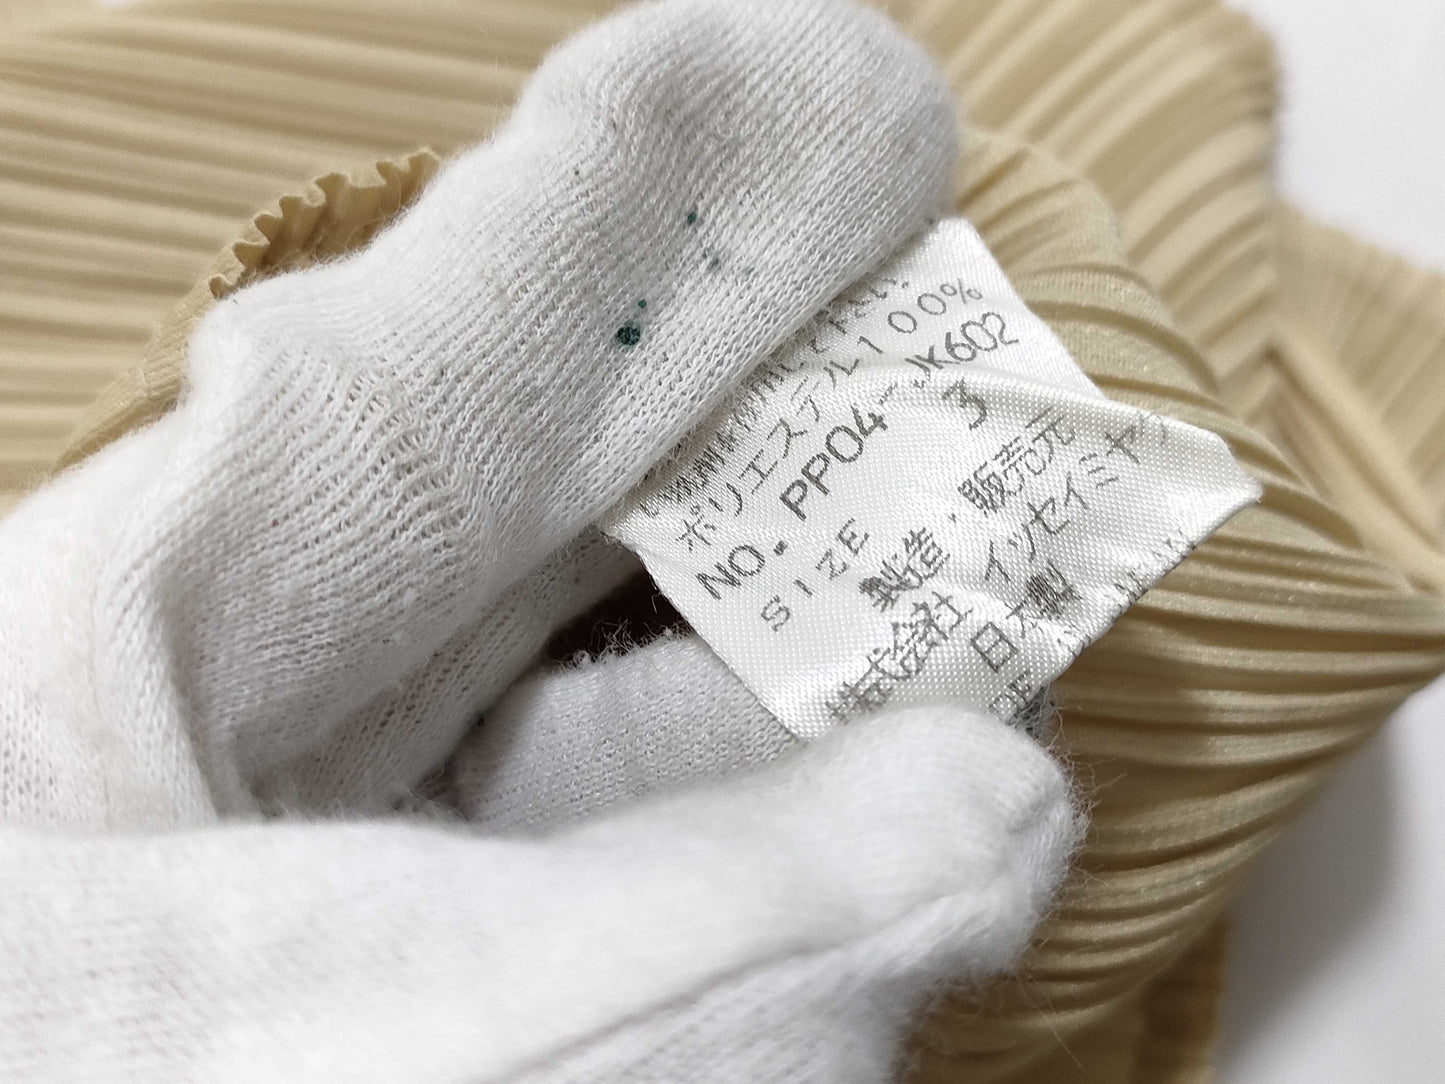 ポリエステル100%
NO. PP04-JK602
SIZE 3
製造・販売元
株式会社 イッセイミヤケ
日本製